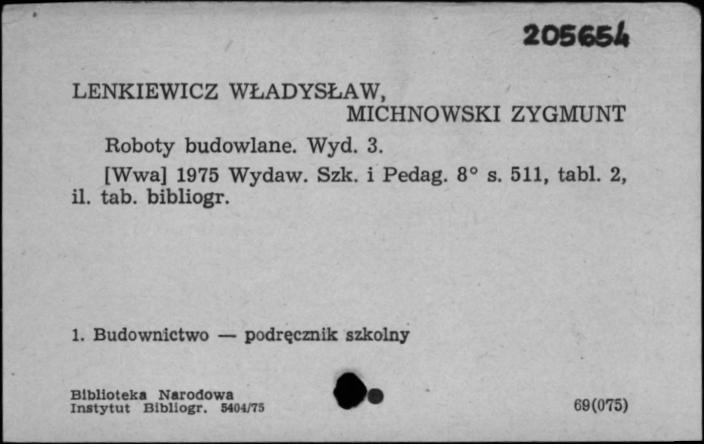 205654
LENKIEWICZ WŁADYSŁAW,
MICHNOWSKI ZYGMUNT
Roboty budowlane. Wyd. 3.
[Wwa] 1975 Wydaw. Szk. i Pedag. 8° s. 511, tabl. 2,
il. tab. bibliogr.
1. Budownictwo — podręcznik szkolny
Biblioteka Narodowa
Instytut Bibliogr. 5404/75
69(075)